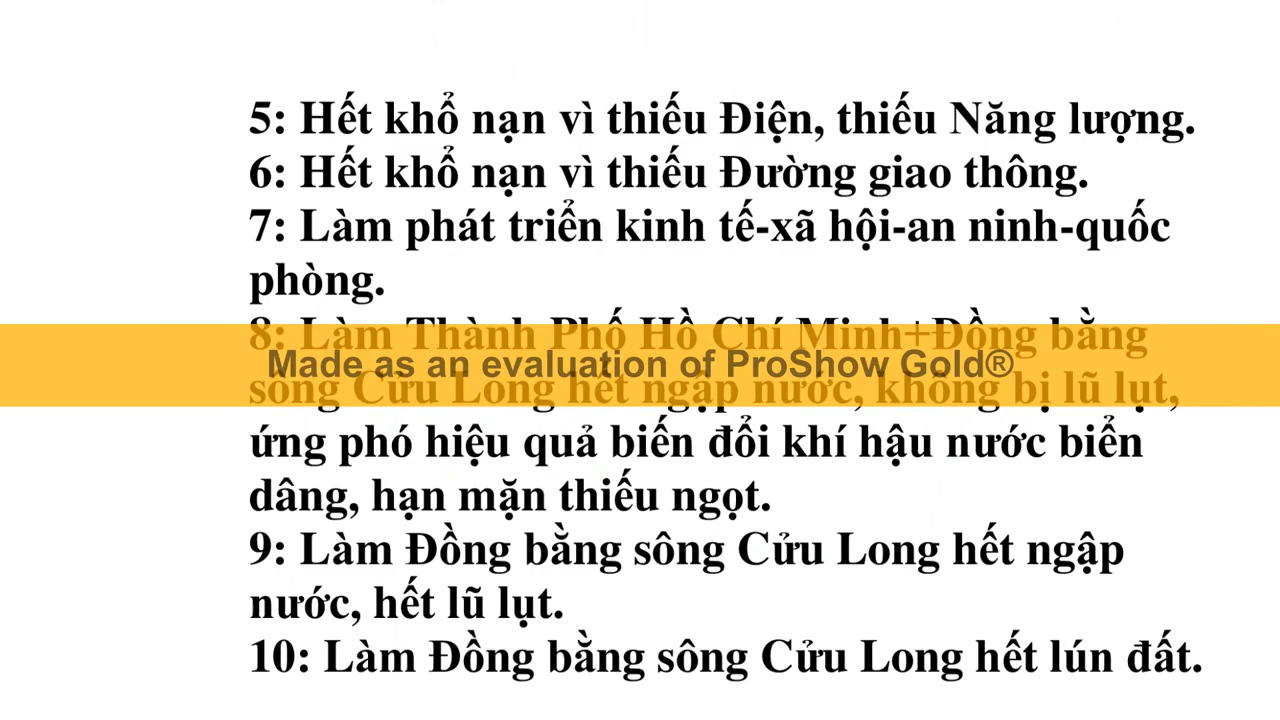 5: Hết khổ nạn vì thiếu Điện, thiếu Năng lượng.
6: Hết khổ nạn vì thiếu Đường giao thông.
7: Làm phát triển kinh tế-xã hội-an ninh-quốc
phòng.
8: Làm Thành Phố Hồ Chí Minh+Đồng bằng
Made as an evaluation of ProShow Gold®
sông Cửu Long hết ngập nước, không bị lũ lụt,
ứng phó hiệu quả biến đổi khí hậu nước biển
dâng, hạn mặn thiếu ngọt.
9: Làm Đồng bằng sông Cửu Long hết ngập
nước, hết lũ lụt.
10: Làm Đồng bằng sông Cửu Long hết lún đất.